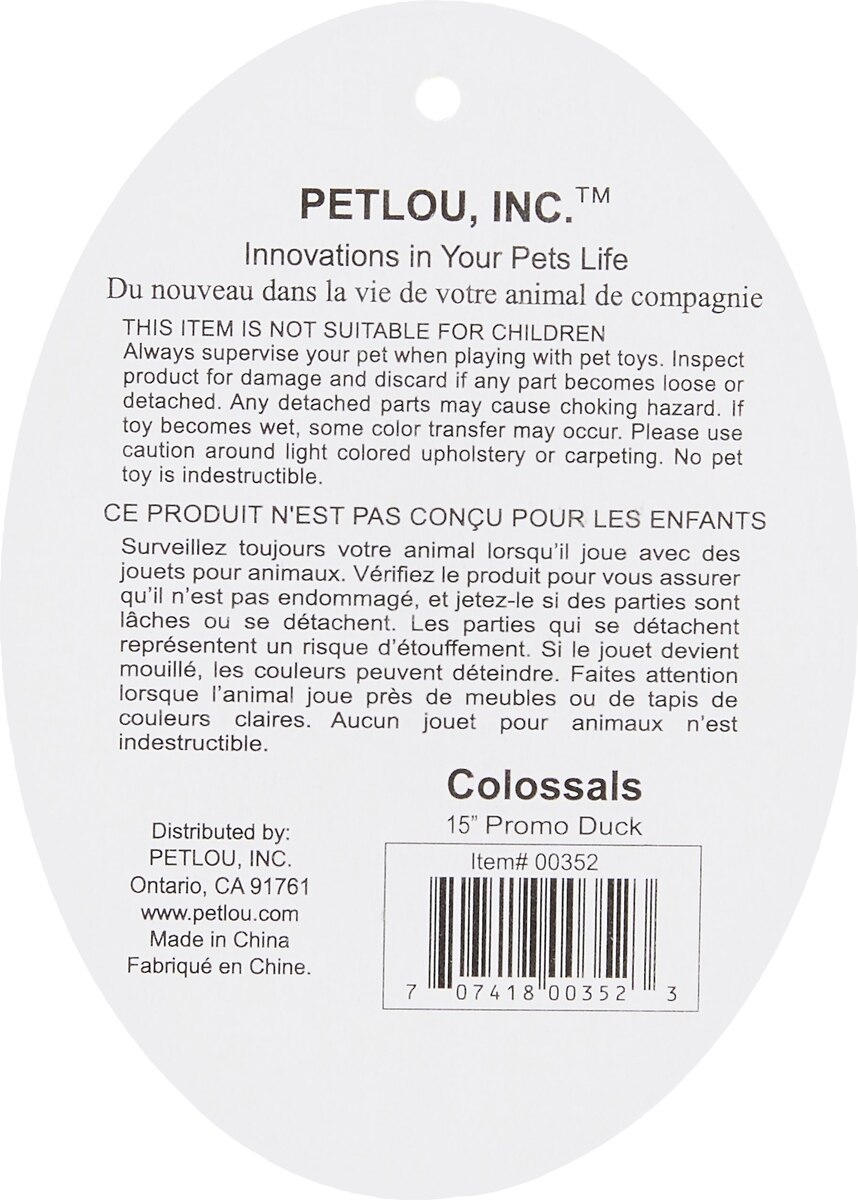 PETLOU, INC.™
Innovations in Your Pets Life
Du nouveau dans la vie de votre animal de compagnie
THIS ITEM IS NOT SUITABLE FOR CHILDREN
Always supervise your pet when playing with pet toys. Inspect
product for damage and discard if any part becomes loose or
detached. Any detached parts may cause choking hazard. If
toy becomes wet, some color transfer may occur. Please use
caution around light colored upholstery or carpeting. No pet
toy is indestructible.
CE PRODUIT N'EST PAS CONÇU POUR LES ENFANTS
Surveillez toujours votre animal lorsqu’il joue avec des
jouets pour animaux. Vérifiez le produit pour vous assurer
qu’il n’est pas endommagé, et jetez-le si des parties sont
lâches ou se détachent. Les parties qui se détachent
représentent un risque d’étouffement. Si le jouet devient
mouillé, les couleurs peuvent déteindre. Faites attention
lorsque l’animal joue près de meubles ou de tapis de
couleurs claires. Aucun jouet pour animaux n’est
indestructible.
Distributed by:
PETLOU, INC.
Ontario, CA 91761
www.petlou.com
Made in China
Fabriqué en Chine.
Colossals
15” Promo Duck
Item# 00352
7 07418 00352 3